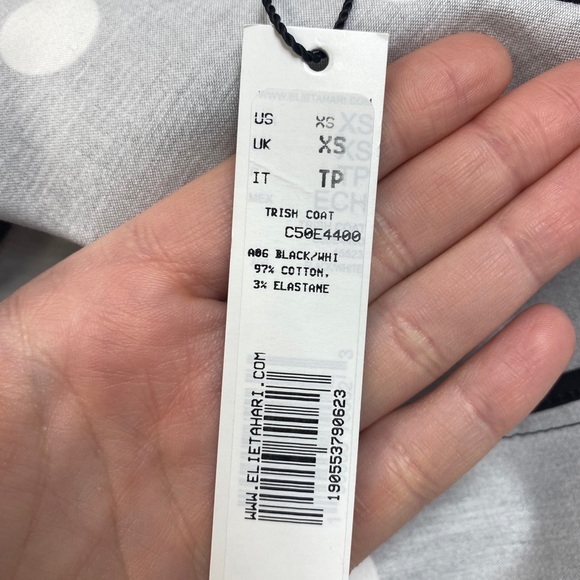 US XS
UK XS
IT TP
TRISH COAT
C50E4400
A06 BLACK/WHI
97% COTTON,
3% ELASTANE
WWW.ELIETAHARI.COM
190553790623